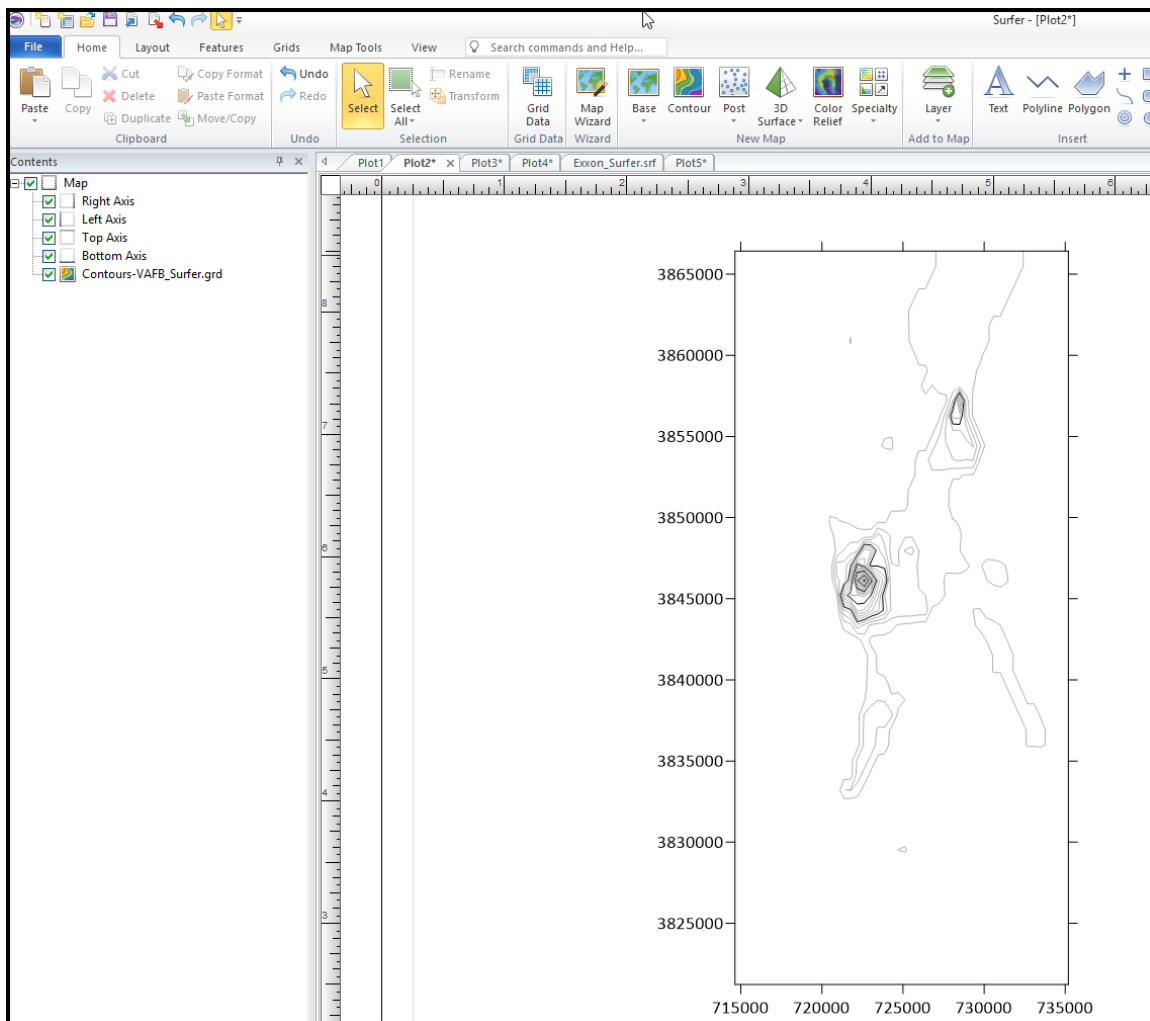 Surfer - [Plot2*]
File Home Layout Features Grids Map Tools View Search commands and Help...
Paste Copy Cut Copy Format Undo Select Select All Rename Grid Data Map Wizard Base Contour Post 3D Surface Color Relief Specialty Layer Text Polyline Polygon
Delete Paste Format Redo Transform
Duplicate Move/Copy
Clipboard Undo Selection Grid Data Wizard New Map Add to Map Insert
Contents
Plot1 Plot2* Plot3* Plot4* Exxon_Surfer.srf Plot5*
Map
Right Axis
Left Axis
Top Axis
Bottom Axis
Contours-VAFB_Surfer.grd
0 1 2 3 4 5 6
8
7
6
5
4
3
3865000
3860000
3855000
3850000
3845000
3840000
3835000
3830000
3825000
715000 720000 725000 730000 735000